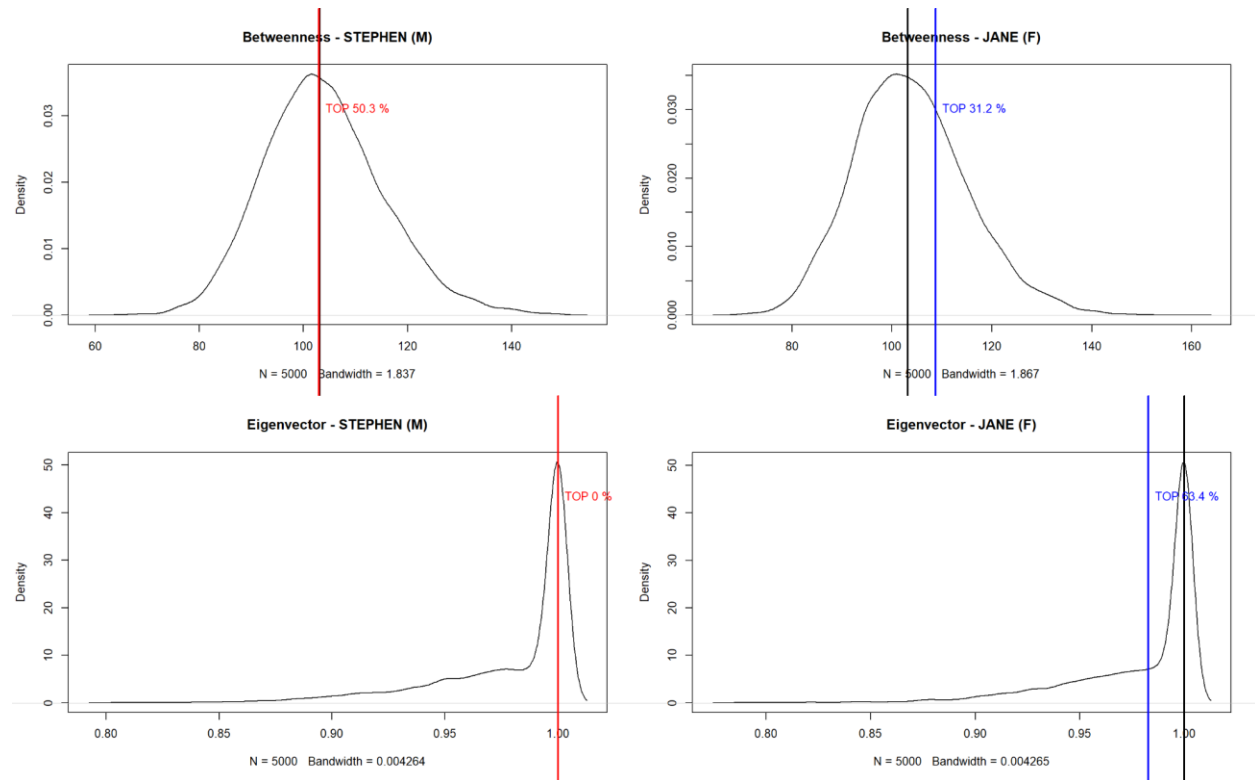 Betweenness - STEPHEN (M)
TOP 50.3 %
Density
0.00
0.01
0.02
0.03
60 80 100 120 140
N = 5000 Bandwidth = 1.837
Betweenness - JANE (F)
TOP 31.2 %
Density
0.000
0.010
0.020
0.030
80 100 120 140 160
N = 5000 Bandwidth = 1.867
Eigenvector - STEPHEN (M)
TOP 0 %
Density
0
10
20
30
40
50
0.80 0.85 0.90 0.95 1.00
N = 5000 Bandwidth = 0.004264
Eigenvector - JANE (F)
TOP 63.4 %
Density
0
10
20
30
40
50
0.80 0.85 0.90 0.95 1.00
N = 5000 Bandwidth = 0.004265